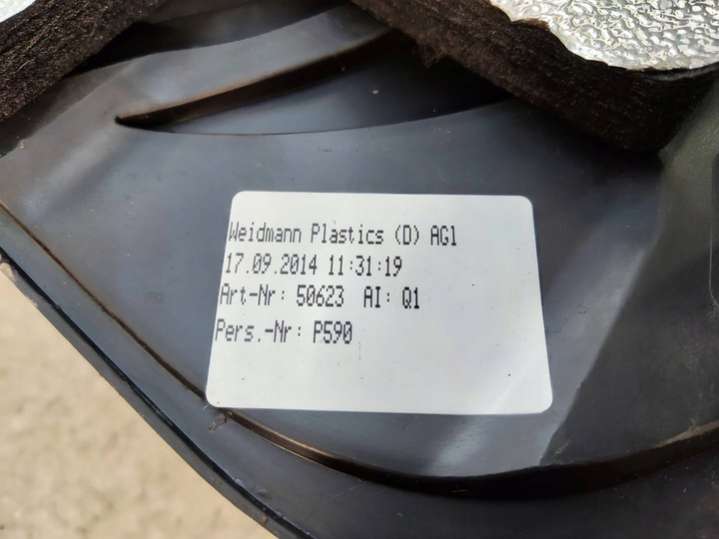 Weidmann Plastics (D) AG1
17.09.2014 11:31:19
Art-Nr: 50623 AI: Q1
Pers.-Nr: P590